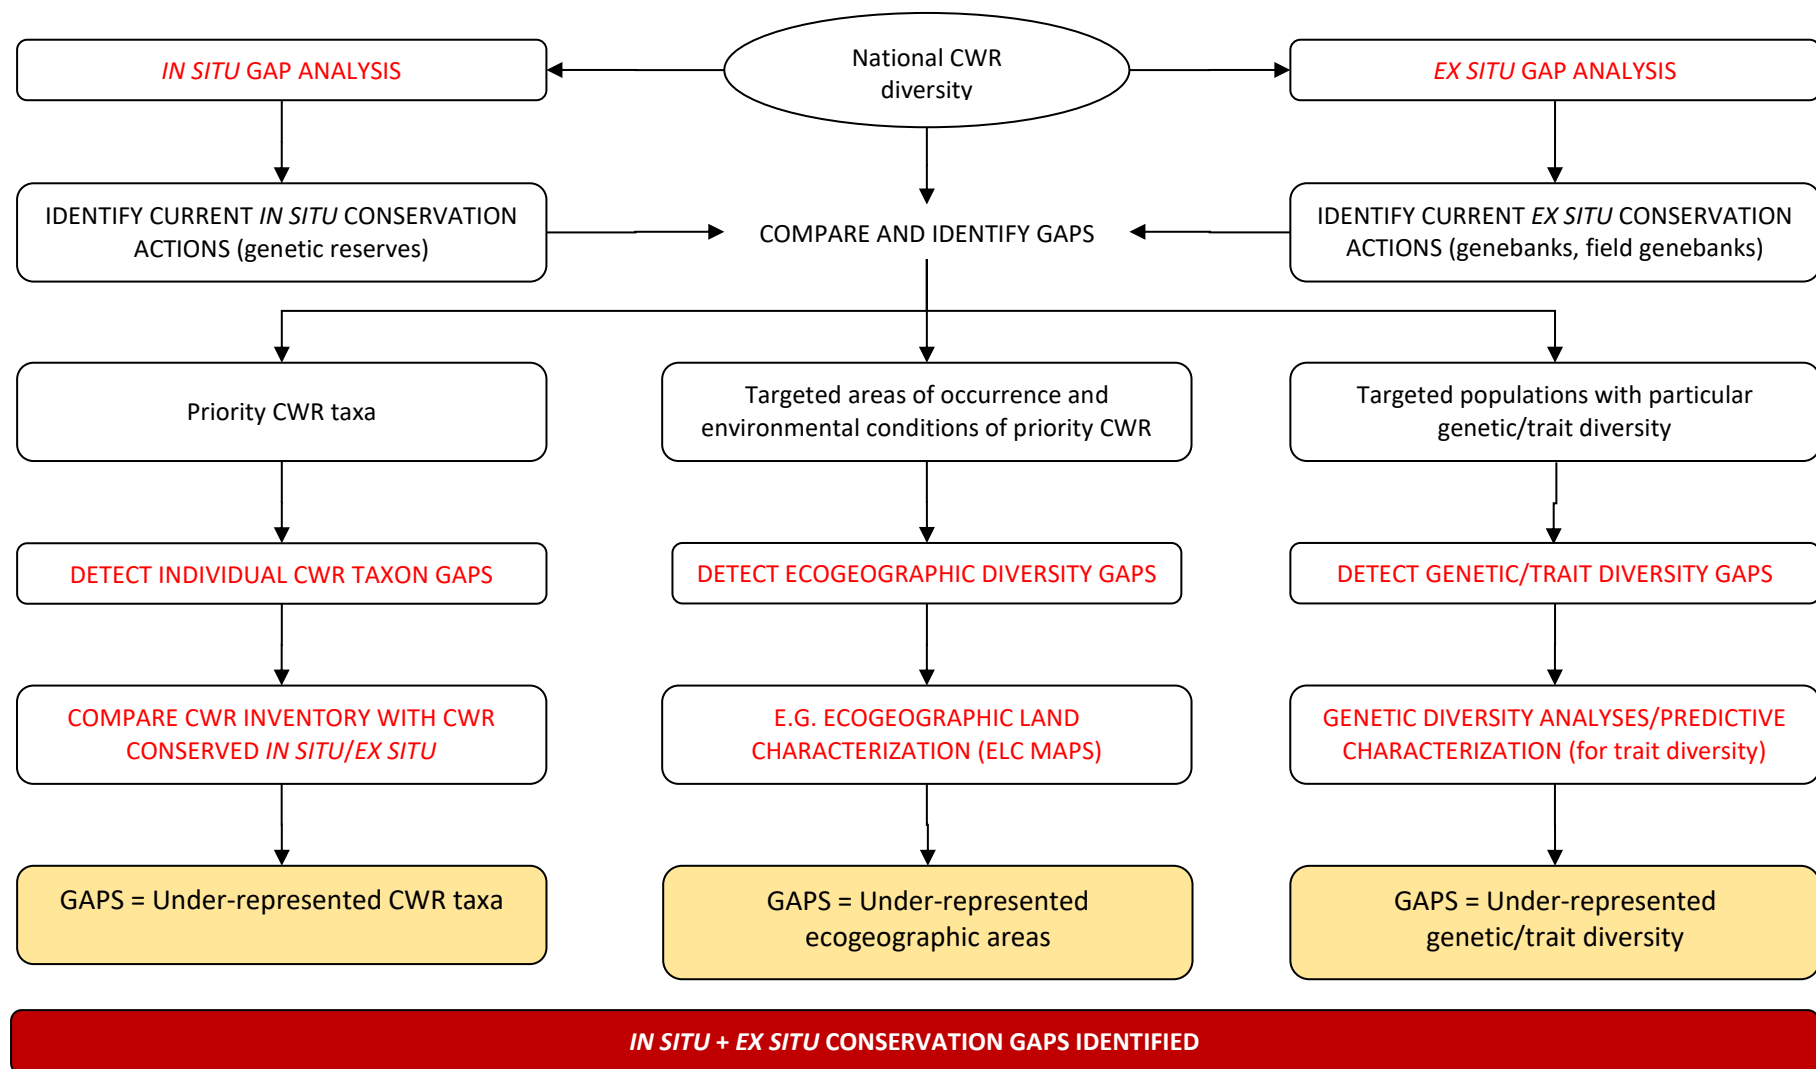 IN SITU GAP ANALYSIS
National CWR
diversity
EX SITU GAP ANALYSIS
IDENTIFY CURRENT IN SITU CONSERVATION
ACTIONS (genetic reserves)
COMPARE AND IDENTIFY GAPS
IDENTIFY CURRENT EX SITU CONSERVATION
ACTIONS (genebanks, field genebanks)
Priority CWR taxa
Targeted areas of occurrence and
environmental conditions of priority CWR
Targeted populations with particular
genetic/trait diversity
DETECT INDIVIDUAL CWR TAXON GAPS
DETECT ECOGEOGRAPHIC DIVERSITY GAPS
DETECT GENETIC/TRAIT DIVERSITY GAPS
COMPARE CWR INVENTORY WITH CWR
CONSERVED IN SITU/EX SITU
E.G. ECOGEOGRAPHIC LAND
CHARACTERIZATION (ELC MAPS)
GENETIC DIVERSITY ANALYSES/PREDICTIVE
CHARACTERIZATION (for trait diversity)
GAPS = Under-represented CWR taxa
GAPS = Under-represented
ecogeographic areas
GAPS = Under-represented
genetic/trait diversity
IN SITU + EX SITU CONSERVATION GAPS IDENTIFIED